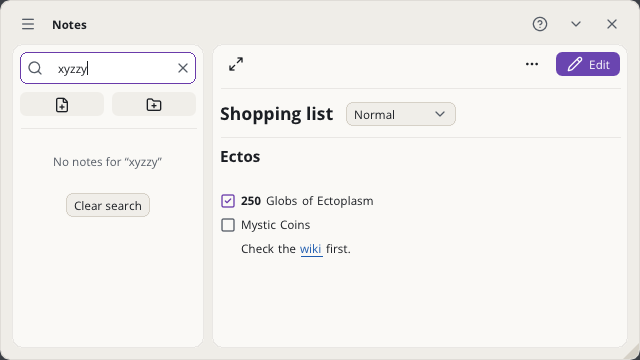 Notes
xyzzy
No notes for “xyzzy”
Clear search
Edit
Shopping list
Normal
Ectos
250 Globs of Ectoplasm
Mystic Coins
Check the wiki first.